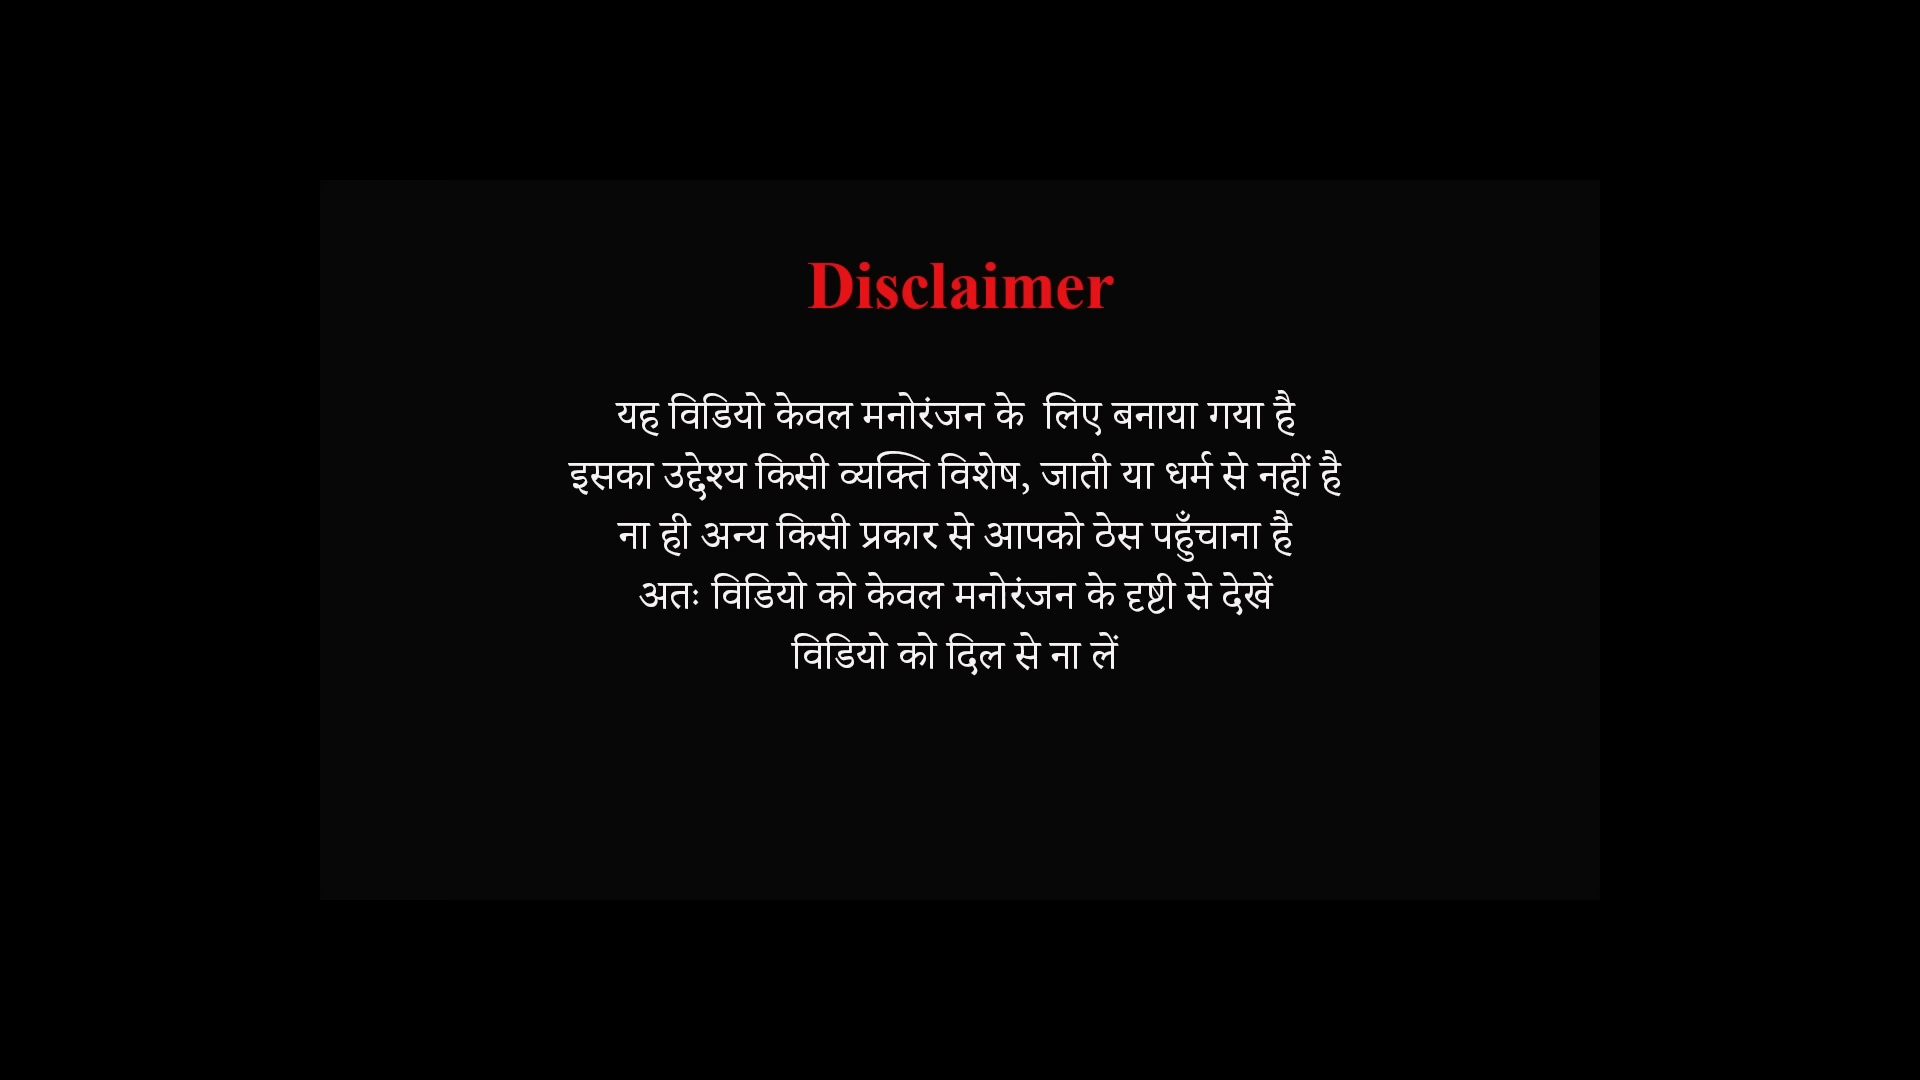 Disclaimer
यह विडियो केवल मनोरंजन के लिए बनाया गया है
इसका उद्देश्य किसी व्यक्ति विशेष, जाती या धर्म से नहीं है
ना ही अन्य किसी प्रकार से आपको ठेस पहुँचाना है
अतः विडियो को केवल मनोरंजन के दृष्टी से देखें
विडियो को दिल से ना लें